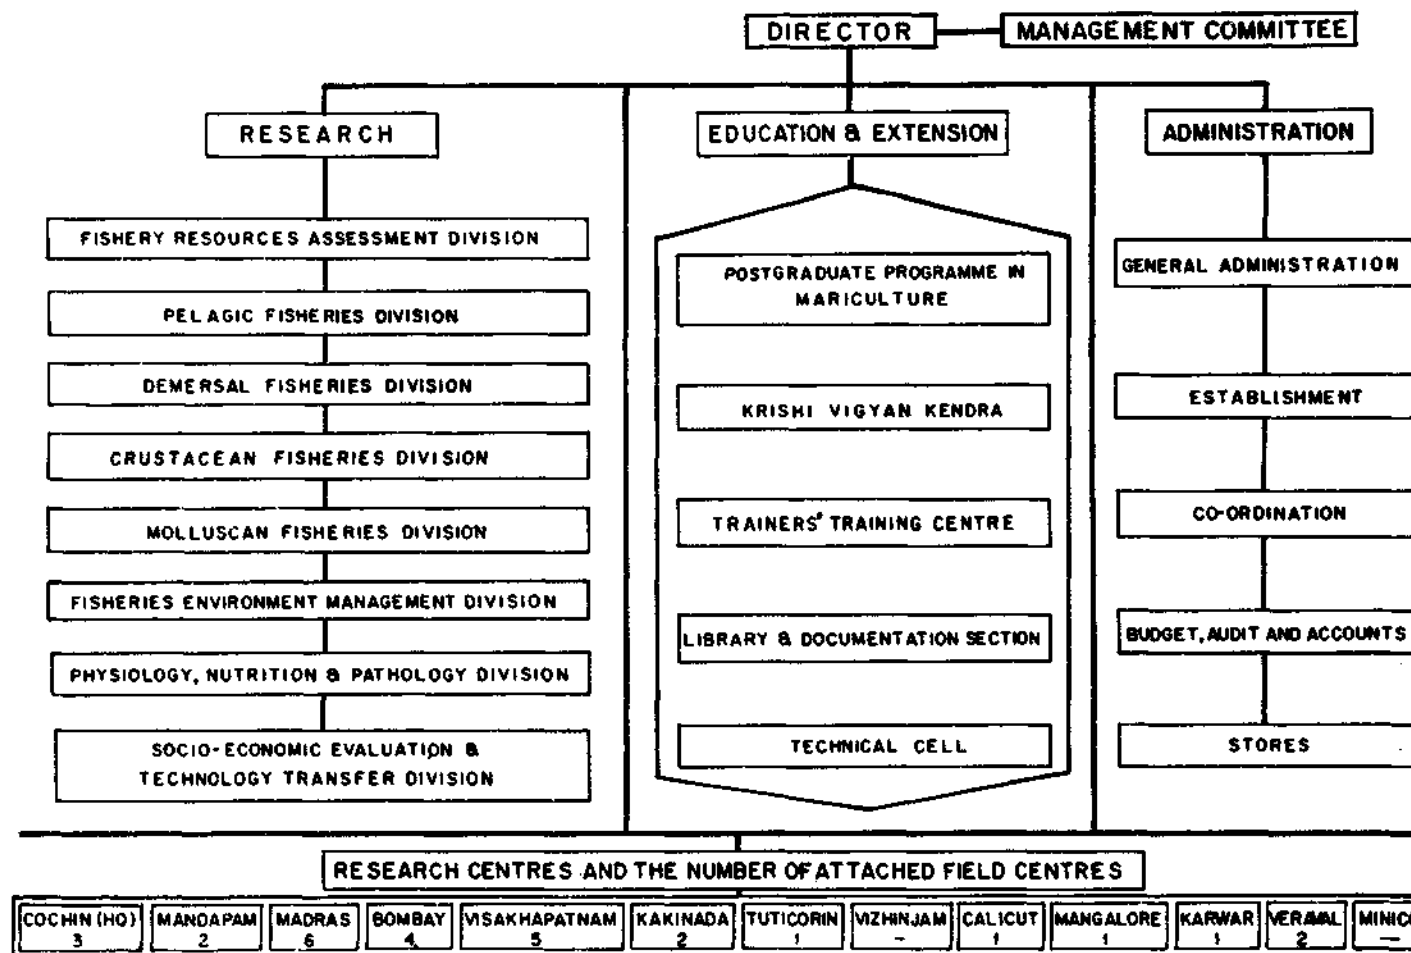 DIRECTOR
MANAGEMENT COMMITTEE
RESEARCH
EDUCATION & EXTENSION
ADMINISTRATION
FISHERY RESOURCES ASSESSMENT DIVISION
PELAGIC FISHERIES DIVISION
DEMERSAL FISHERIES DIVISION
CRUSTACEAN FISHERIES DIVISION
MOLLUSCAN FISHERIES DIVISION
FISHERIES ENVIRONMENT MANAGEMENT DIVISION
PHYSIOLOGY, NUTRITION & PATHOLOGY DIVISION
SOCIO-ECONOMIC EVALUATION &
TECHNOLOGY TRANSFER DIVISION
POSTGRADUATE PROGRAMME IN
MARICULTURE
KRISHI VIGYAN KENDRA
TRAINERS' TRAINING CENTRE
LIBRARY & DOCUMENTATION SECTION
TECHNICAL CELL
GENERAL ADMINISTRATION
ESTABLISHMENT
CO-ORDINATION
BUDGET, AUDIT AND ACCOUNTS
STORES
RESEARCH CENTRES AND THE NUMBER OF ATTACHED FIELD CENTRES
COCHIN (HQ)
3
MANDAPAM
2
MADRAS
6
BOMBAY
4
VISAKHAPATNAM
5
KAKINADA
2
TUTICORIN
1
VIZHINJAM
-
CALICUT
1
MANGALORE
1
KARWAR
1
VERAVAL
2
MINICO
-